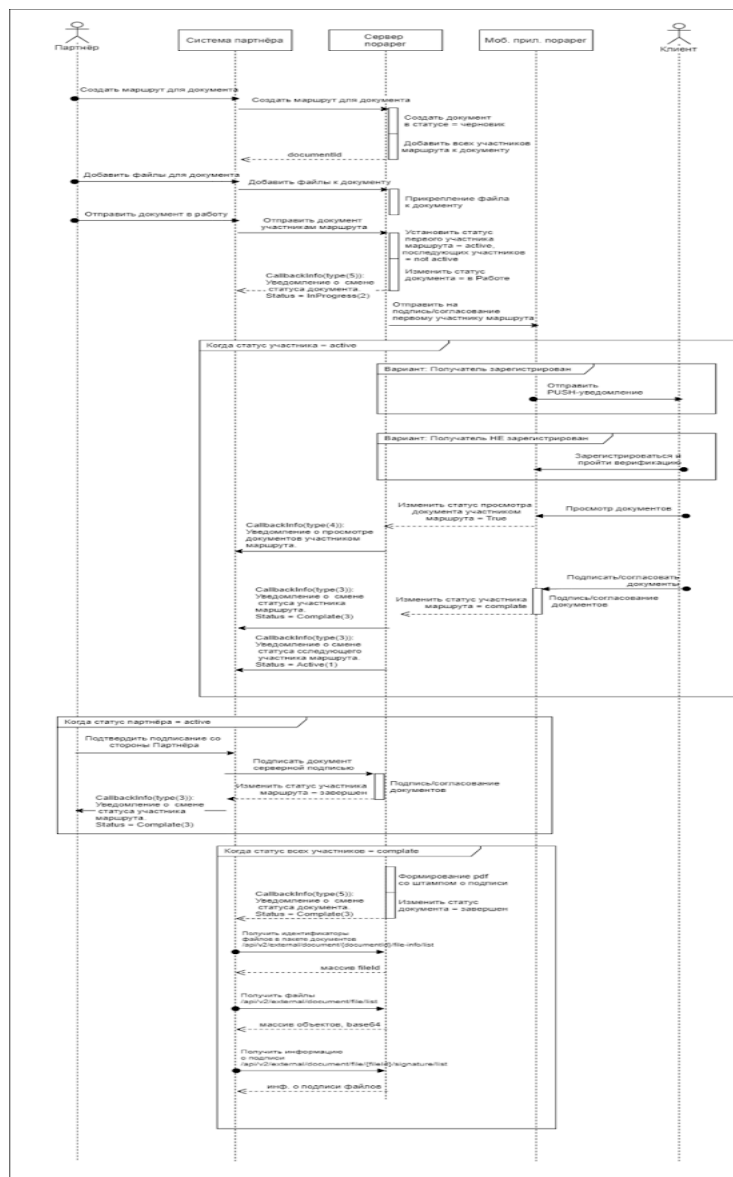 Партнёр
Система партнёра
Сервер
nopaper
Моб. прил. nopaper
Клиент
Создать маршрут для документа
Создать маршрут для документа
Создать документ
в статусе = черновик
Добавить всех участников
маршрута к документу
documentId
Добавить файлы для документа
Добавить файлы к документу
Прикрепление файла
к документу
Отправить документ в работу
Отправить документ
участникам маршрута
Установить статус
первого участника
маршрута = active,
последующих участников
= not active
Изменить статус
документа = в Работе
CallbackInfo(type(5)):
Уведомление о смене
статуса документа.
Status = InProgress(2)
Отправить на
подпись/согласование
первому участнику маршрута
Когда статус участника = active
Вариант: Получатель зарегистрирован
Отправить
PUSH-уведомление
Вариант: Получатель НЕ зарегистрирован
Зарегистрироваться и
пройти верификацию
Изменить статус просмотра
документа участником
маршрута = True
Просмотр документов
CallbackInfo(type(4)):
Уведомление о просмотре
документов участником
маршрута.
Подписать/согласовать
документы
CallbackInfo(type(3)):
Уведомление о смене
статуса участника
маршрута.
Status = Complate(3)
Изменить статус участника
маршрута = complate
Подпись/согласование
документов
CallbackInfo(type(3)):
Уведомление о смене
статуса сследующего
участника маршрута.
Status = Active(1)
Когда статус партнёра = active
Подтвердить подписание со
стороны Партнёра
Подписать документ
серверной подписью
Изменить статус участника
маршрут = завершен
Подпись/согласование
документов
CallbackInfo(type(3)):
Уведомление о смене
статуса участника
маршрута.
Status = Complate(3)
Когда статус всех участников = complate
Формирование pdf
со штампом о подписи
CallbackInfo(type(5)):
Уведомление о смене
статуса документа.
Status = Complate(3)
Изменить статус
документа = завершен
Получить идентификаторы
файлов в пакете документов
/api/v2/external/document/{documentId}/file-info/list
массив fileId
Получить файлы
/api/v2/external/document/file/list
массив объектов, base64
Получить информацию
о подписи
/api/v2/external/document/file/{fileId}/signature/list
инф. о подписи файлов